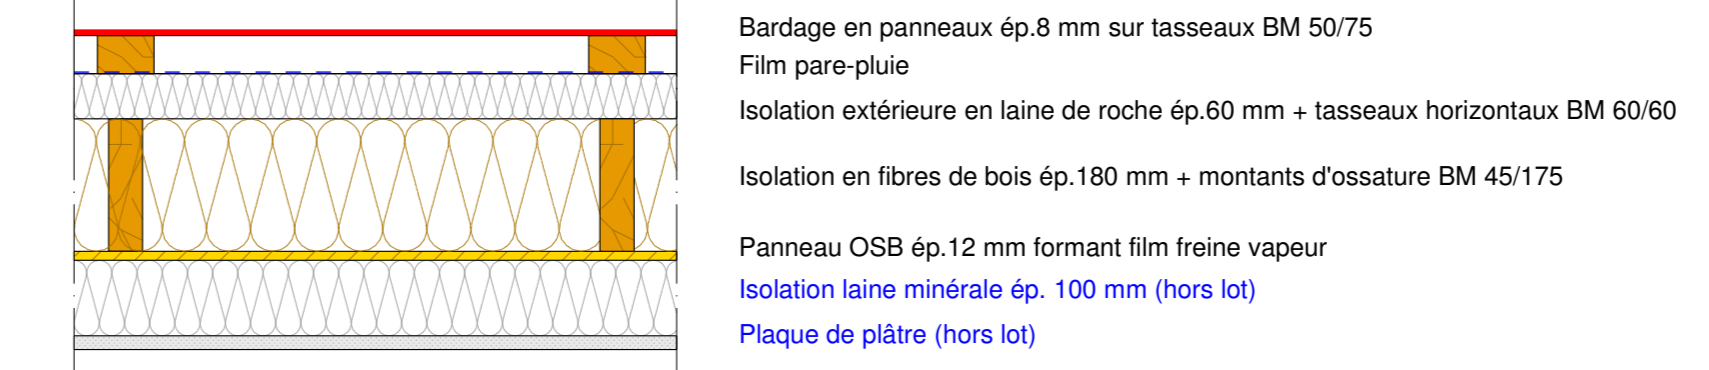 Bardage en panneaux ép.8 mm sur tasseaux BM 50/75
Film pare-pluie
Isolation extérieure en laine de roche ép.60 mm + tasseaux horizontaux BM 60/60
Isolation en fibres de bois ép.180 mm + montants d'ossature BM 45/175
Panneau OSB ép.12 mm formant film freine vapeur
Isolation laine minérale ép. 100 mm (hors lot)
Plaque de plâtre (hors lot)